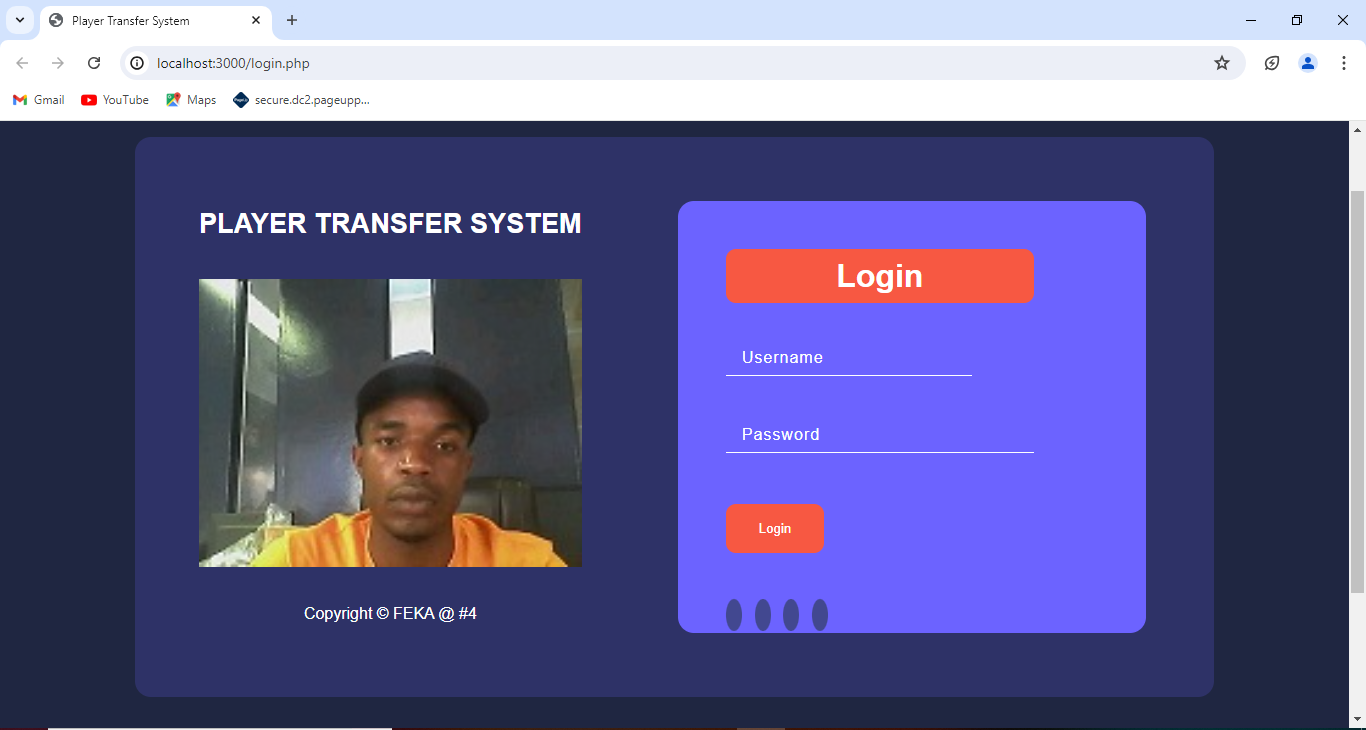 Player Transfer System
localhost:3000/login.php
Gmail
YouTube
Maps
secure.dc2.pageupp...
PLAYER TRANSFER SYSTEM
Login
Username
Password
Login
Copyright © FEKA @ #4